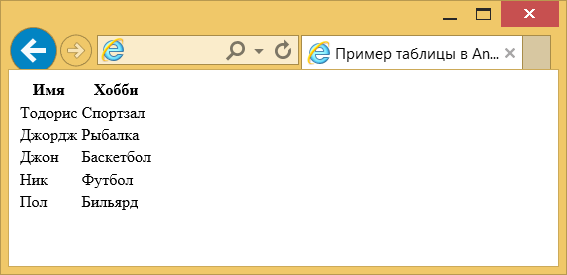 Пример таблицы в An...
Имя Хобби
Тодорис Спортзал
Джордж Рыбалка
Джон Баскетбол
Ник Футбол
Пол Бильярд